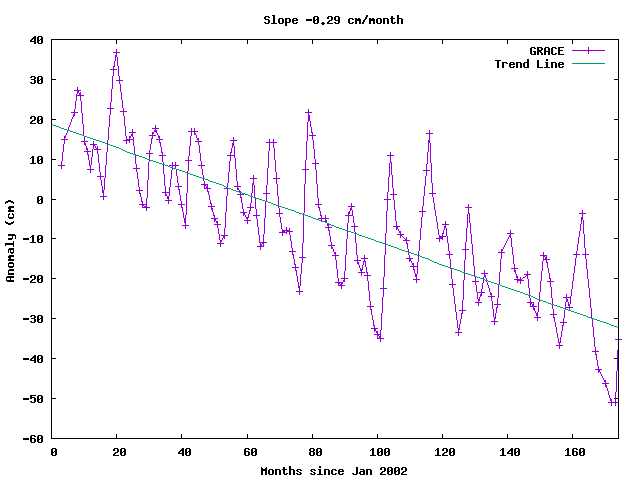 Slope -0.29 cm/month
GRACE
Trend Line
40
30
20
10
0
-10
-20
-30
-40
-50
-60
Anomaly (cm)
0 20 40 60 80 100 120 140 160
Months since Jan 2002